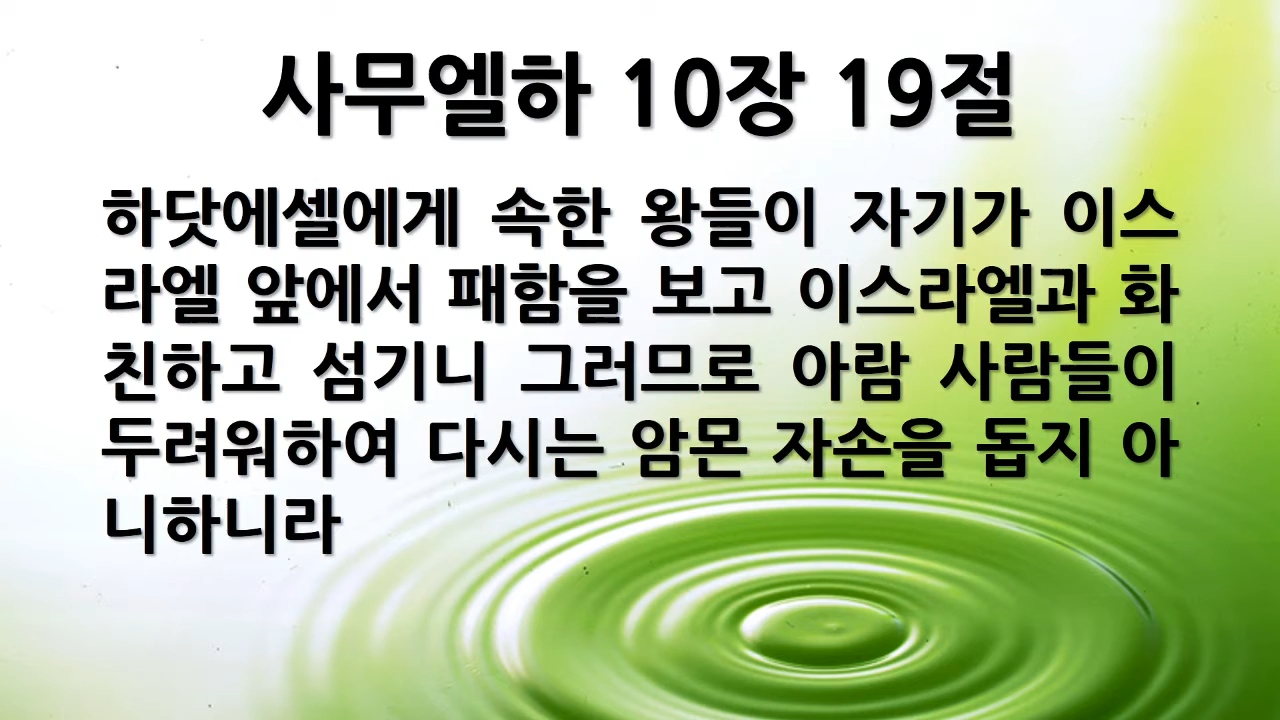 사무엘하 10장 19절
하닷에셀에게 속한 왕들이 자기가 이스
라엘 앞에서 패함을 보고 이스라엘과 화
친하고 섬기니 그러므로 아람 사람들이
두려워하여 다시는 암몬 자손을 돕지 아
니하니라